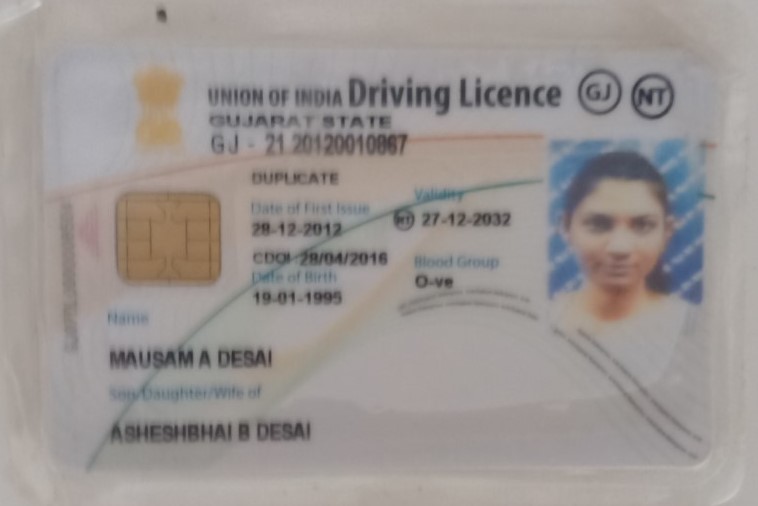 UNION OF INDIA Driving Licence GJ NT
GUJARAT STATE
GJ - 21 20120010867
DUPLICATE
Date of First Issue
Validity
28-12-2012
NT 27-12-2032
CDOI 28/04/2016
Blood Group
Date of Birth
O-ve
19-01-1995
Name
MAUSAM A DESAI
Son/Daughter/Wife of
ASHESHBHAI B DESAI